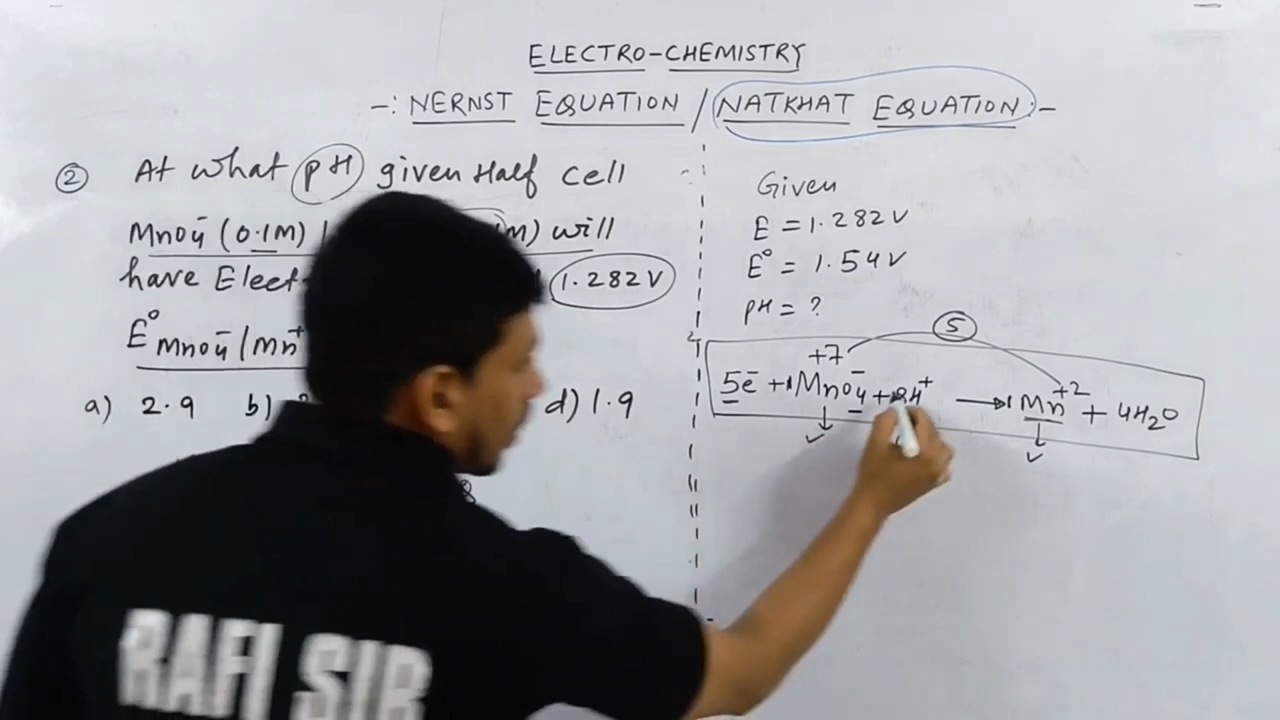 ELECTRO-CHEMISTRY
-: NERNST EQUATION / NATKHAT EQUATION :-
② At what pH given Half cell
MnO₄⁻ (0.1M) | M) will
have Elect 1.282V
E° MnO₄⁻ / Mn⁺
a) 2.9 b) d) 1.9
8
Given
E = 1.282V
E° = 1.54V
pH = ?
5
+7 +2
5e⁻ + 1MnO₄⁻ + 8H⁺ → 1Mn + 4H₂O
RAFI SIR